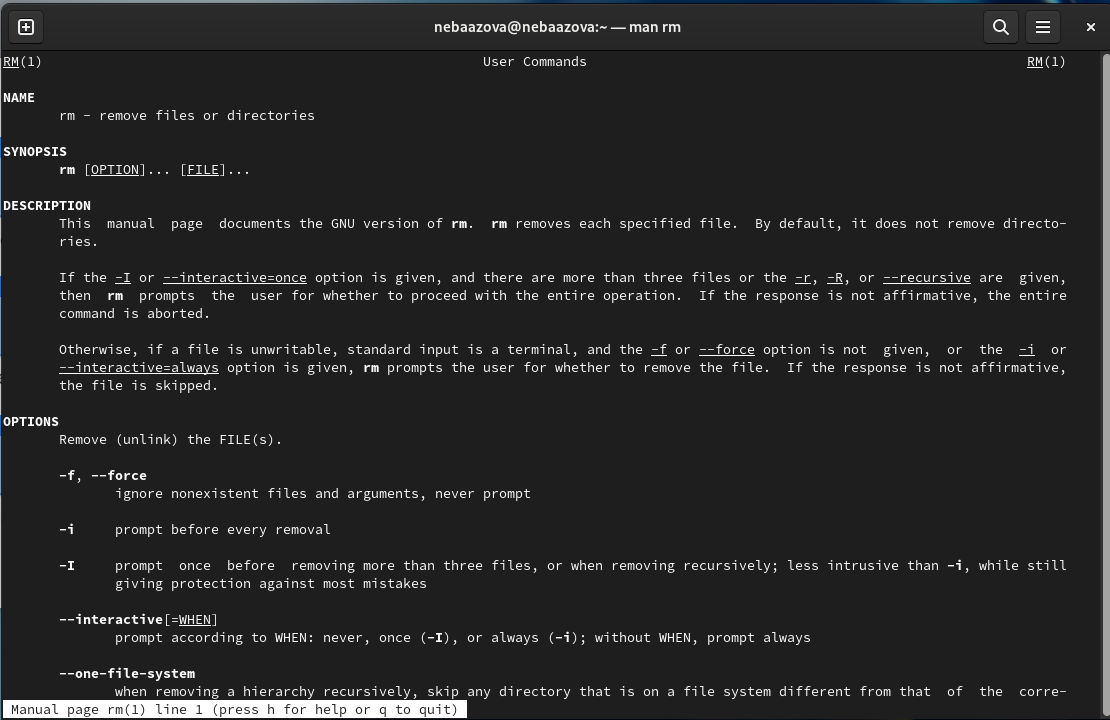 nebaazova@nebaazova:~ — man rm
RM(1) User Commands RM(1)
NAME
rm - remove files or directories
SYNOPSIS
rm [OPTION]... [FILE]...
DESCRIPTION
This manual page documents the GNU version of rm. rm removes each specified file. By default, it does not remove directo-
ries.
If the -I or --interactive=once option is given, and there are more than three files or the -r, -R, or --recursive are given,
then rm prompts the user for whether to proceed with the entire operation. If the response is not affirmative, the entire
command is aborted.
Otherwise, if a file is unwritable, standard input is a terminal, and the -f or --force option is not given, or the -i or
--interactive=always option is given, rm prompts the user for whether to remove the file. If the response is not affirmative,
the file is skipped.
OPTIONS
Remove (unlink) the FILE(s).
-f, --force
ignore nonexistent files and arguments, never prompt
-i prompt before every removal
-I prompt once before removing more than three files, or when removing recursively; less intrusive than -i, while still
giving protection against most mistakes
--interactive[=WHEN]
prompt according to WHEN: never, once (-I), or always (-i); without WHEN, prompt always
--one-file-system
when removing a hierarchy recursively, skip any directory that is on a file system different from that of the corre-
Manual page rm(1) line 1 (press h for help or q to quit)